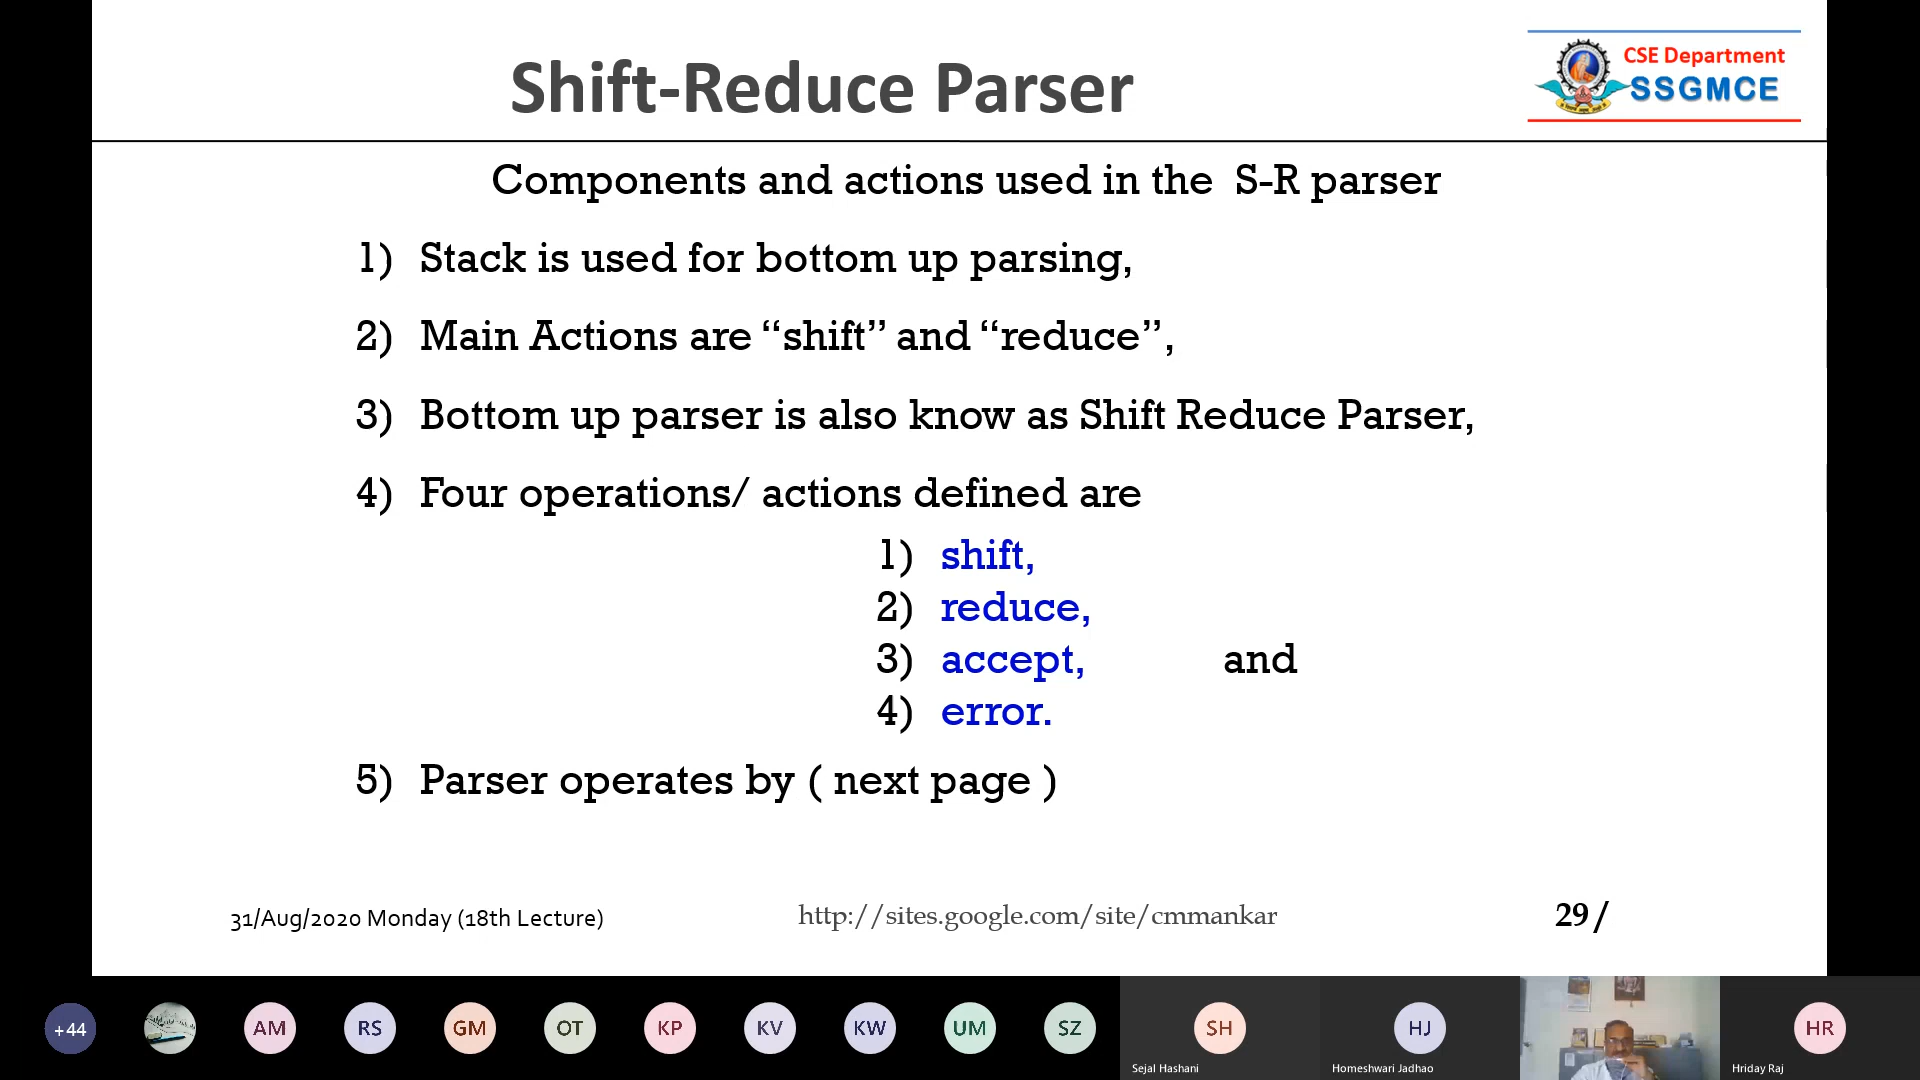 Shift-Reduce Parser
CSE Department
SSGMCE
Components and actions used in the S-R parser
1) Stack is used for bottom up parsing,
2) Main Actions are “shift” and “reduce”,
3) Bottom up parser is also know as Shift Reduce Parser,
4) Four operations/ actions defined are
1) shift,
2) reduce,
3) accept, and
4) error.
5) Parser operates by ( next page )
31/Aug/2020 Monday (18th Lecture)
http://sites.google.com/site/cmmankar
29/
+44
AM
RS
GM
OT
KP
KV
KW
UM
SZ
SH
HJ
HR
Sejal Hashani
Homeshwari Jadhao
Hriday Raj